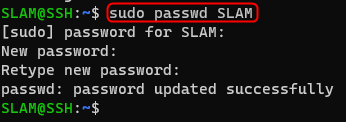 SLAM@SSH:~$ sudo passwd SLAM
[sudo] password for SLAM:
New password:
Retype new password:
passwd: password updated successfully
SLAM@SSH:~$